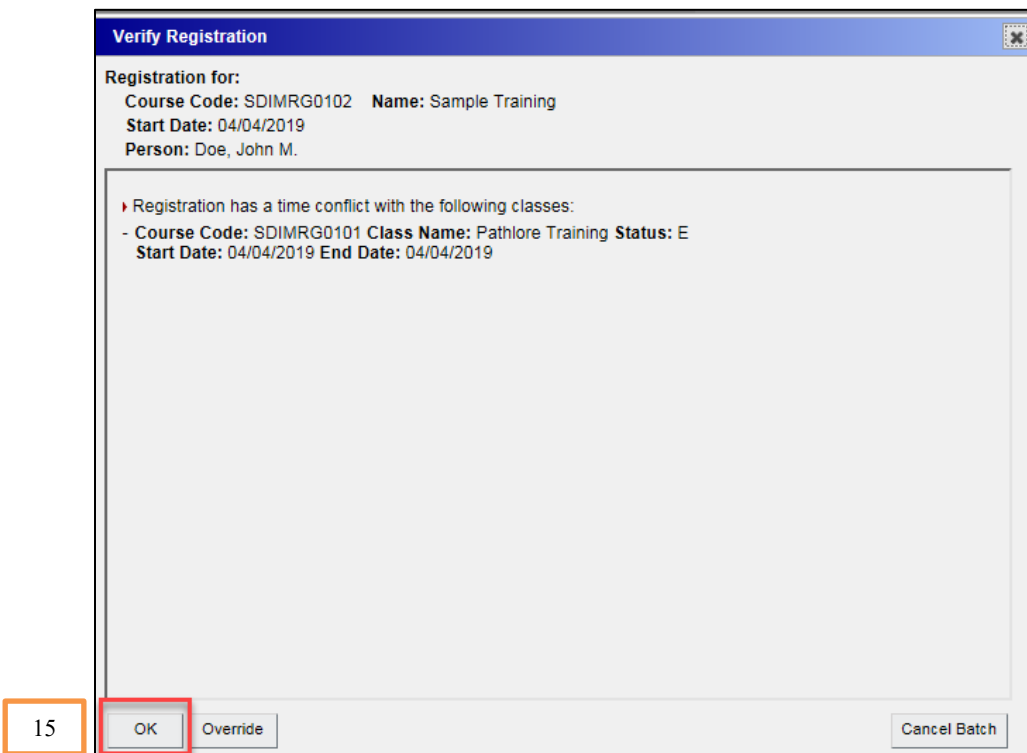 Verify Registration
Registration for:
Course Code: SDIMRG0102 Name: Sample Training
Start Date: 04/04/2019
Person: Doe, John M.
Registration has a time conflict with the following classes:
- Course Code: SDIMRG0101 Class Name: Pathlore Training Status: E
Start Date: 04/04/2019 End Date: 04/04/2019
15
OK Override Cancel Batch